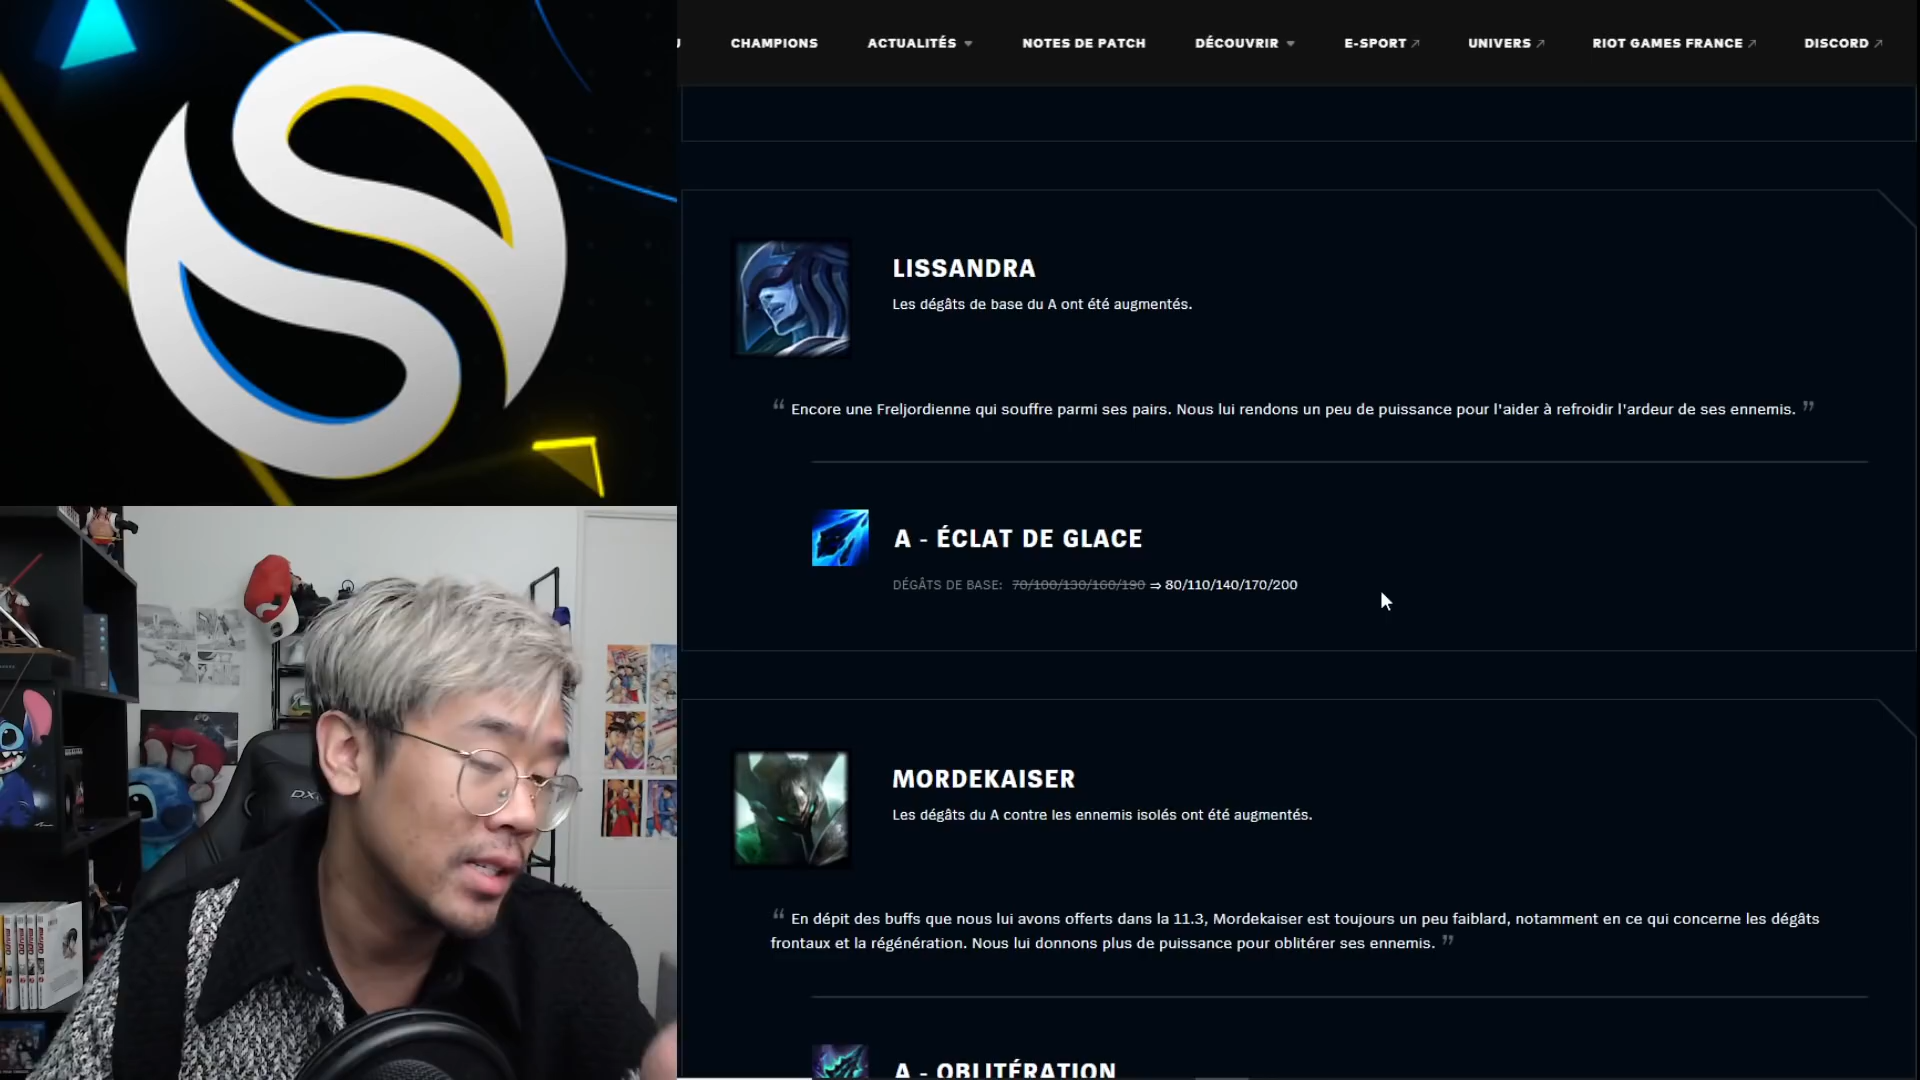 CHAMPIONS ACTUALITÉS NOTES DE PATCH DÉCOUVRIR E-SPORT UNIVERS RIOT GAMES FRANCE DISCORD
LISSANDRA
Les dégâts de base du A ont été augmentés.
“ Encore une Freljordienne qui souffre parmi ses pairs. Nous lui rendons un peu de puissance pour l'aider à refroidir l'ardeur de ses ennemis. ”
A - ÉCLAT DE GLACE
DÉGÂTS DE BASE: 70/100/130/160/190 ⇒ 80/110/140/170/200
MORDEKAISER
Les dégâts du A contre les ennemis isolés ont été augmentés.
“ En dépit des buffs que nous lui avons offerts dans la 11.3, Mordekaiser est toujours un peu faiblard, notamment en ce qui concerne les dégâts
frontaux et la régénération. Nous lui donnons plus de puissance pour oblitérer ses ennemis. ”
A - OBLITÉRATION